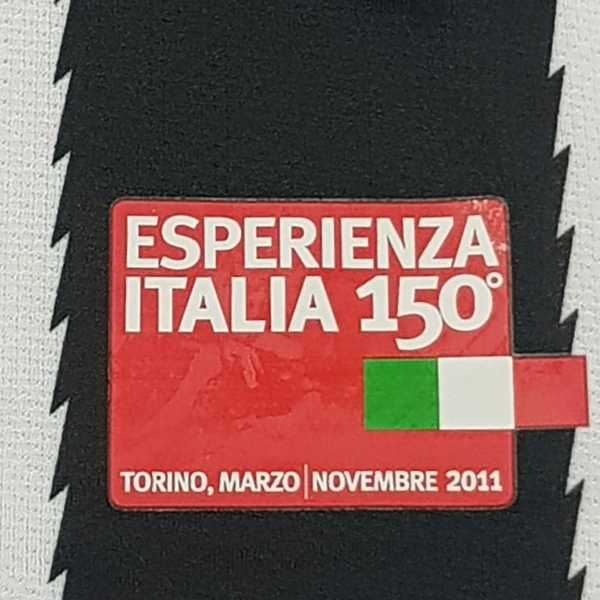 ESPERIENZA
ITALIA 150°
TORINO, MARZO | NOVEMBRE 2011